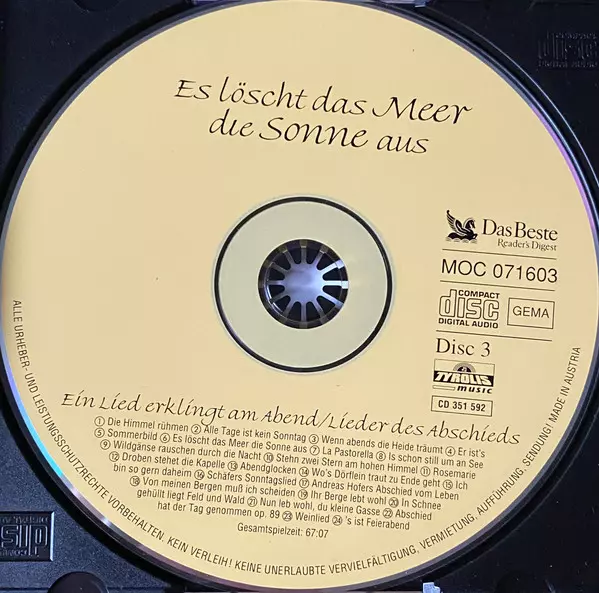 Es löscht das Meer
die Sonne aus
Das Beste
Reader's Digest
MOC 071603
COMPACT
disc
DIGITAL AUDIO
GEMA
Disc 3
TYROLIS
music
CD 351 592
Ein Lied erklingt am Abend/Lieder des Abschieds
① Die Himmel rühmen ② Alle Tage ist kein Sonntag ③ Wenn abends die Heide träumt ④ Er ist's
⑤ Sommerbild ⑥ Es löscht das Meer die Sonne aus ⑦ La Pastorella ⑧ Is schon still um an See
⑨ Wildgänse rauschen durch die Nacht ⑩ Stehn zwei Stern am hohen Himmel ⑪ Rosemarie
⑫ Droben stehet die Kapelle ⑬ Abendglocken ⑭ Wo's Dörflein traut zu Ende geht ⑮ Ich
bin so gern daheim ⑯ Schäfers Sonntagslied ⑰ Andreas Hofers Abschied vom Leben
⑱ Von meinen Bergen muß ich scheiden ⑲ Ihr Berge lebt wohl ⑳ In Schnee
gehüllt liegt Feld und Wald ㉑ Nun leb wohl, du kleine Gasse ㉒ Abschied
hat der Tag genommen op. 89 ㉓ Weinlied ㉔ 's ist Feierabend
Gesamtspielzeit: 67:07
ALLE URHEBER- UND LEISTUNGSSCHUTZRECHTE VORBEHALTEN. KEIN VERLEIH! KEINE UNERLAUBTE VERVIELFÄLTIGUNG, VERMIETUNG, AUFFÜHRUNG, SENDUNG! MADE IN AUSTRIA